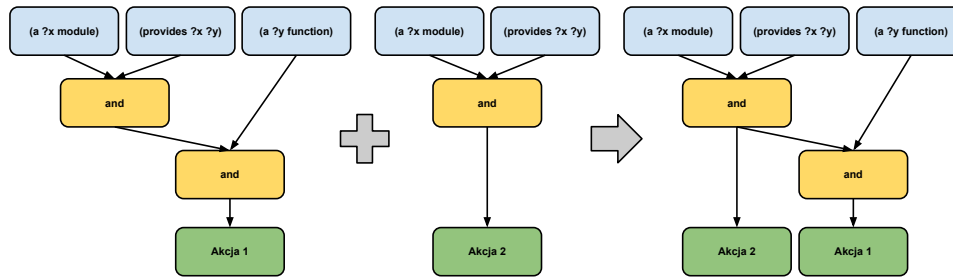 (a ?x module)
(provides ?x ?y)
(a ?y function)
and
and
Akcja 1
(a ?x module)
(provides ?x ?y)
and
Akcja 2
(a ?x module)
(provides ?x ?y)
(a ?y function)
and
and
Akcja 2
Akcja 1